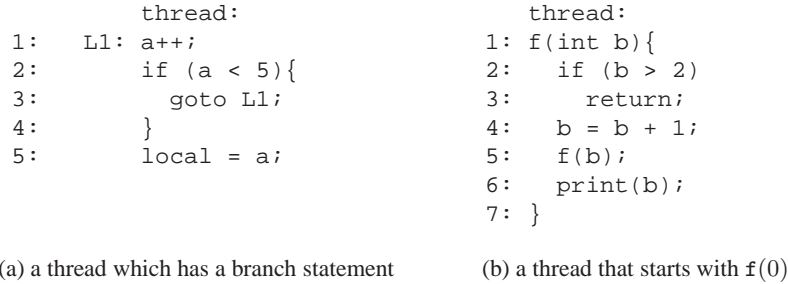 thread:
1: L1: a++;
2: if (a < 5){
3: goto L1;
4: }
5: local = a;
(a) a thread which has a branch statement
thread:
1: f(int b){
2: if (b > 2)
3: return;
4: b = b + 1;
5: f(b);
6: print(b);
7: }
(b) a thread that starts with f(0)